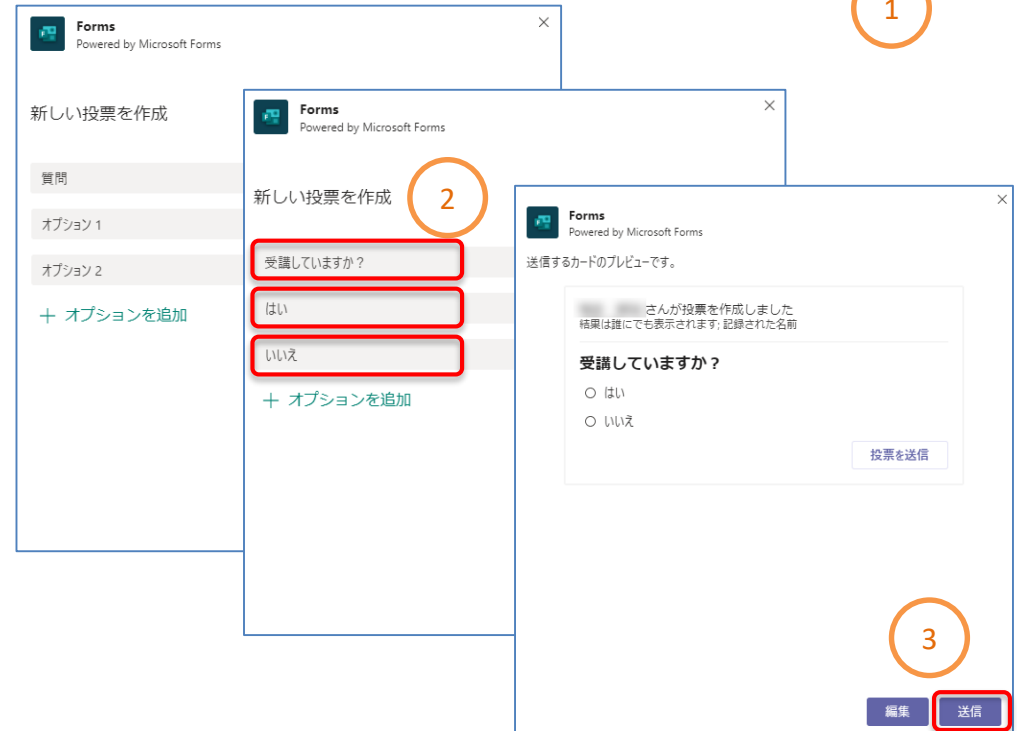 1
Forms
Powered by Microsoft Forms
新しい投票を作成
質問
オプション 1
オプション 2
＋ オプションを追加
Forms
Powered by Microsoft Forms
新しい投票を作成
2
受講していますか？
はい
いいえ
＋ オプションを追加
Forms
Powered by Microsoft Forms
送信するカードのプレビューです。
さんが投票を作成しました
結果は誰にでも表示されます; 記録された名前
受講していますか？
はい
いいえ
投票を送信
3
編集
送信